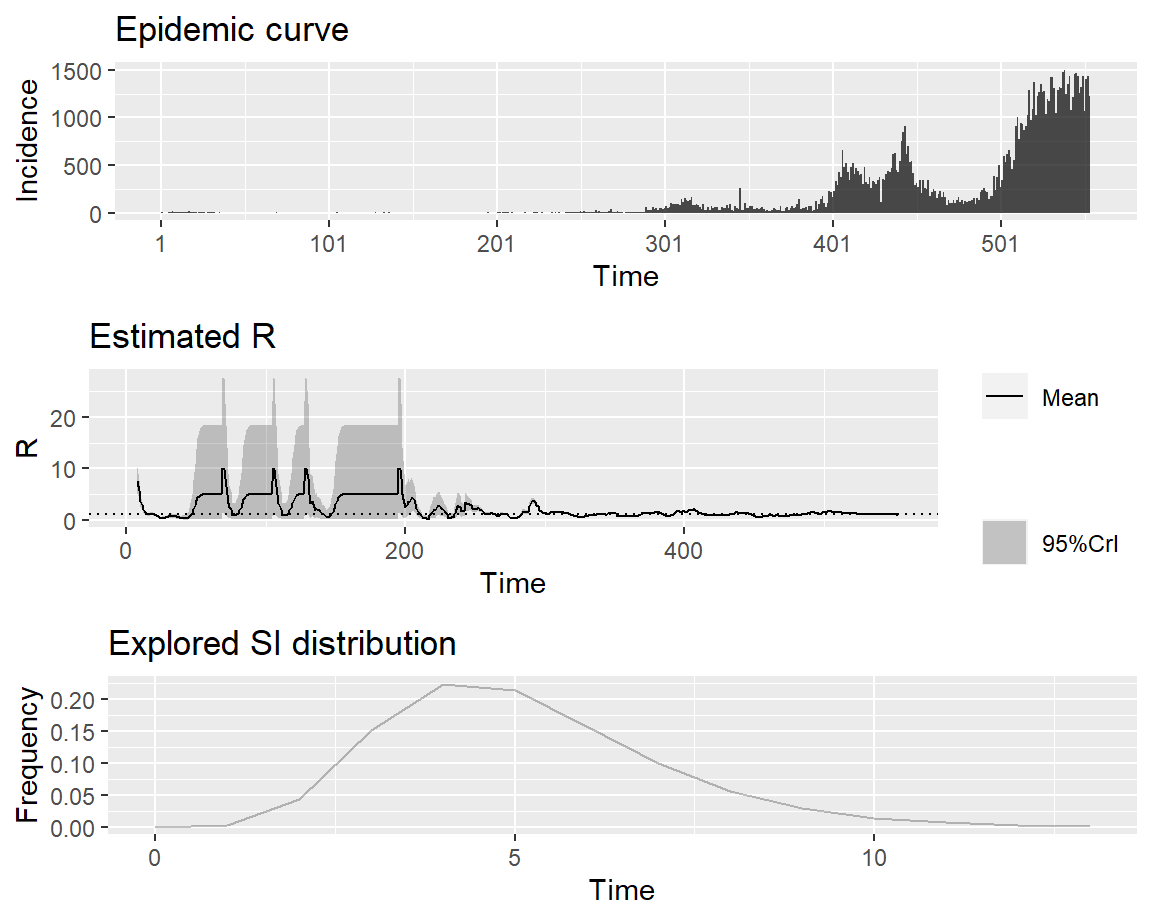 Epidemic curve
Incidence
1500
1000
500
0
1 101 201 301 401 501
Time
Estimated R
R
20
10
0
0 200 400
Time
Mean
95%CrI
Explored SI distribution
Frequency
0.20
0.15
0.10
0.05
0.00
0 5 10
Time